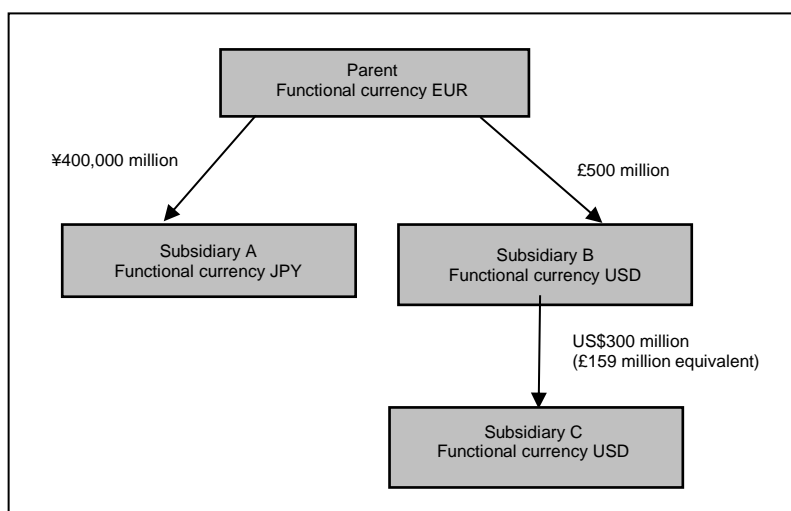 Parent
Functional currency EUR
¥400,000 million
£500 million
Subsidiary A
Functional currency JPY
Subsidiary B
Functional currency USD
US$300 million
(£159 million equivalent)
Subsidiary C
Functional currency USD